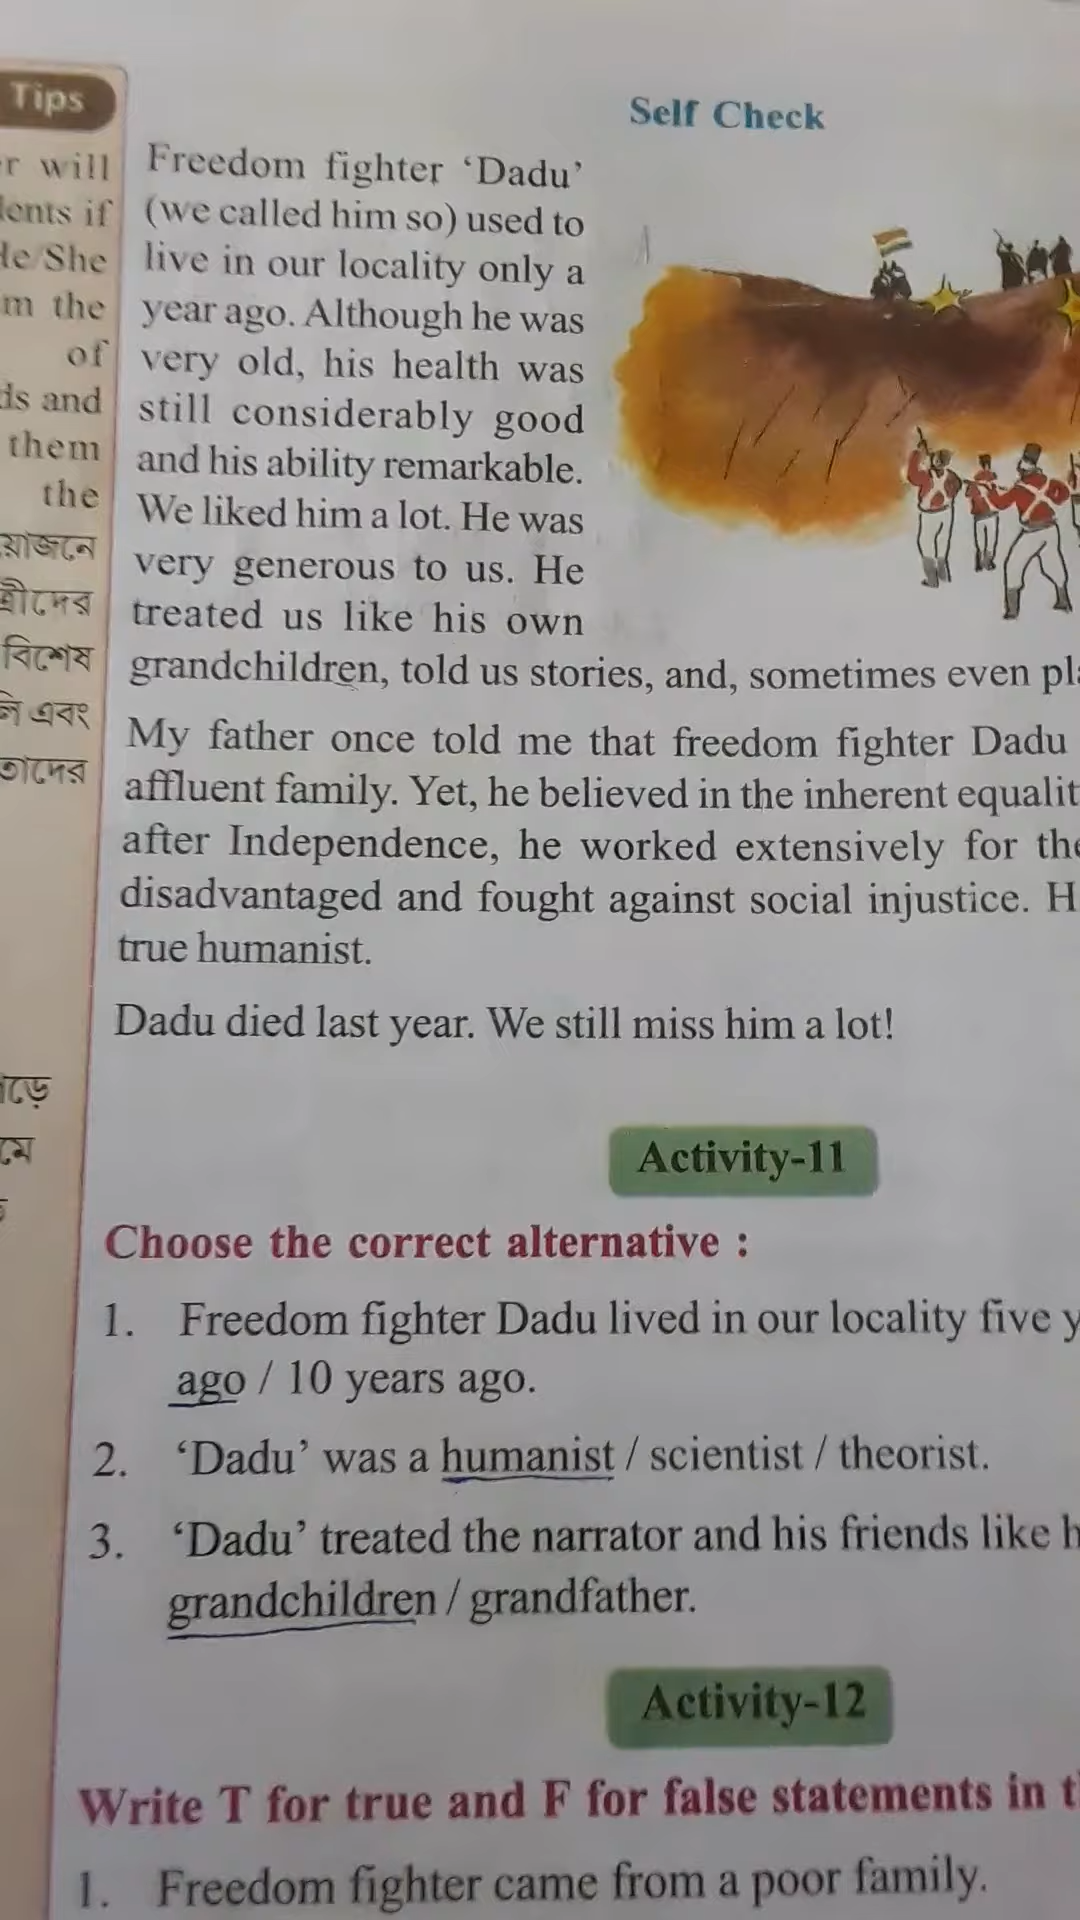 Tips
will
if
She
the
of
and
them
the
বিশেষ
এবং
তাদের
Self Check
Freedom fighter ‘Dadu’
(we called him so) used to
live in our locality only a
year ago. Although he was
very old, his health was
still considerably good
and his ability remarkable.
We liked him a lot. He was
very generous to us. He
treated us like his own
grandchildren, told us stories, and, sometimes even
My father once told me that freedom fighter Dadu
affluent family. Yet, he believed in the inherent
after Independence, he worked extensively for
disadvantaged and fought against social injustice.
true humanist.
Dadu died last year. We still miss him a lot!
Activity-11
Choose the correct alternative :
1. Freedom fighter Dadu lived in our locality five
ago / 10 years ago.
2. ‘Dadu’ was a humanist / scientist / theorist.
3. ‘Dadu’ treated the narrator and his friends like
grandchildren / grandfather.
Activity-12
Write T for true and F for false statements in
1. Freedom fighter came from a poor family.